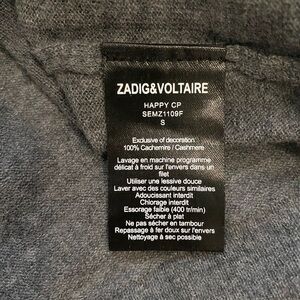 ZADIG&VOLTAIRE
HAPPY CP
SEMZ1109F
S
Exclusive of decoration
100% Cachemire / Cashmere
Lavage en machine programme
délicat à froid sur l'envers dans un
filet
Utiliser une lessive douce
Laver avec des couleurs similaires
Adoucissant interdit
Chlorage interdit
Essorage faible (400 tr/min)
Sécher à plat
Ne pas sécher en tambour
Repassage à fer doux sur l'envers
Nettoyage à sec possible